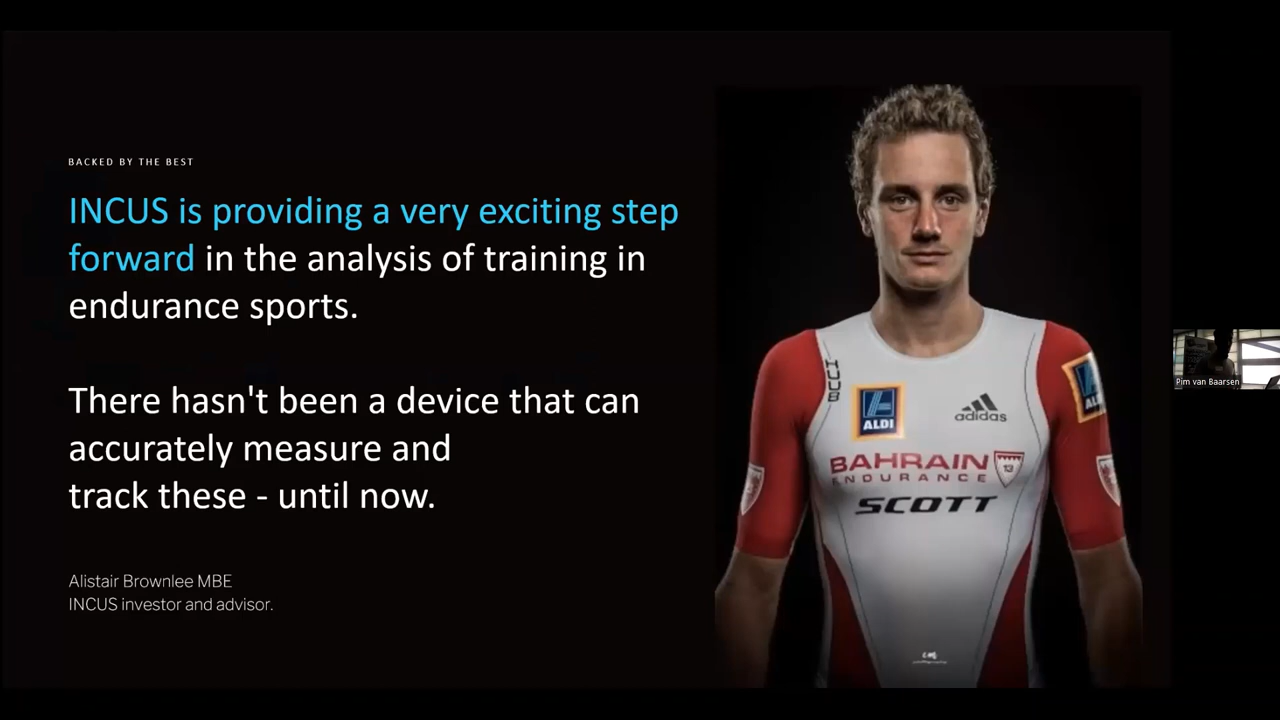 BACKED BY THE BEST
INCUS is providing a very exciting step
forward in the analysis of training in
endurance sports.
There hasn't been a device that can
accurately measure and
track these - until now.
Alistair Brownlee MBE
INCUS investor and advisor.
HUUB
ALDI
adidas
ALDI
BAHRAIN
13
ENDURANCE
SCOTT
Pim van Baarsen